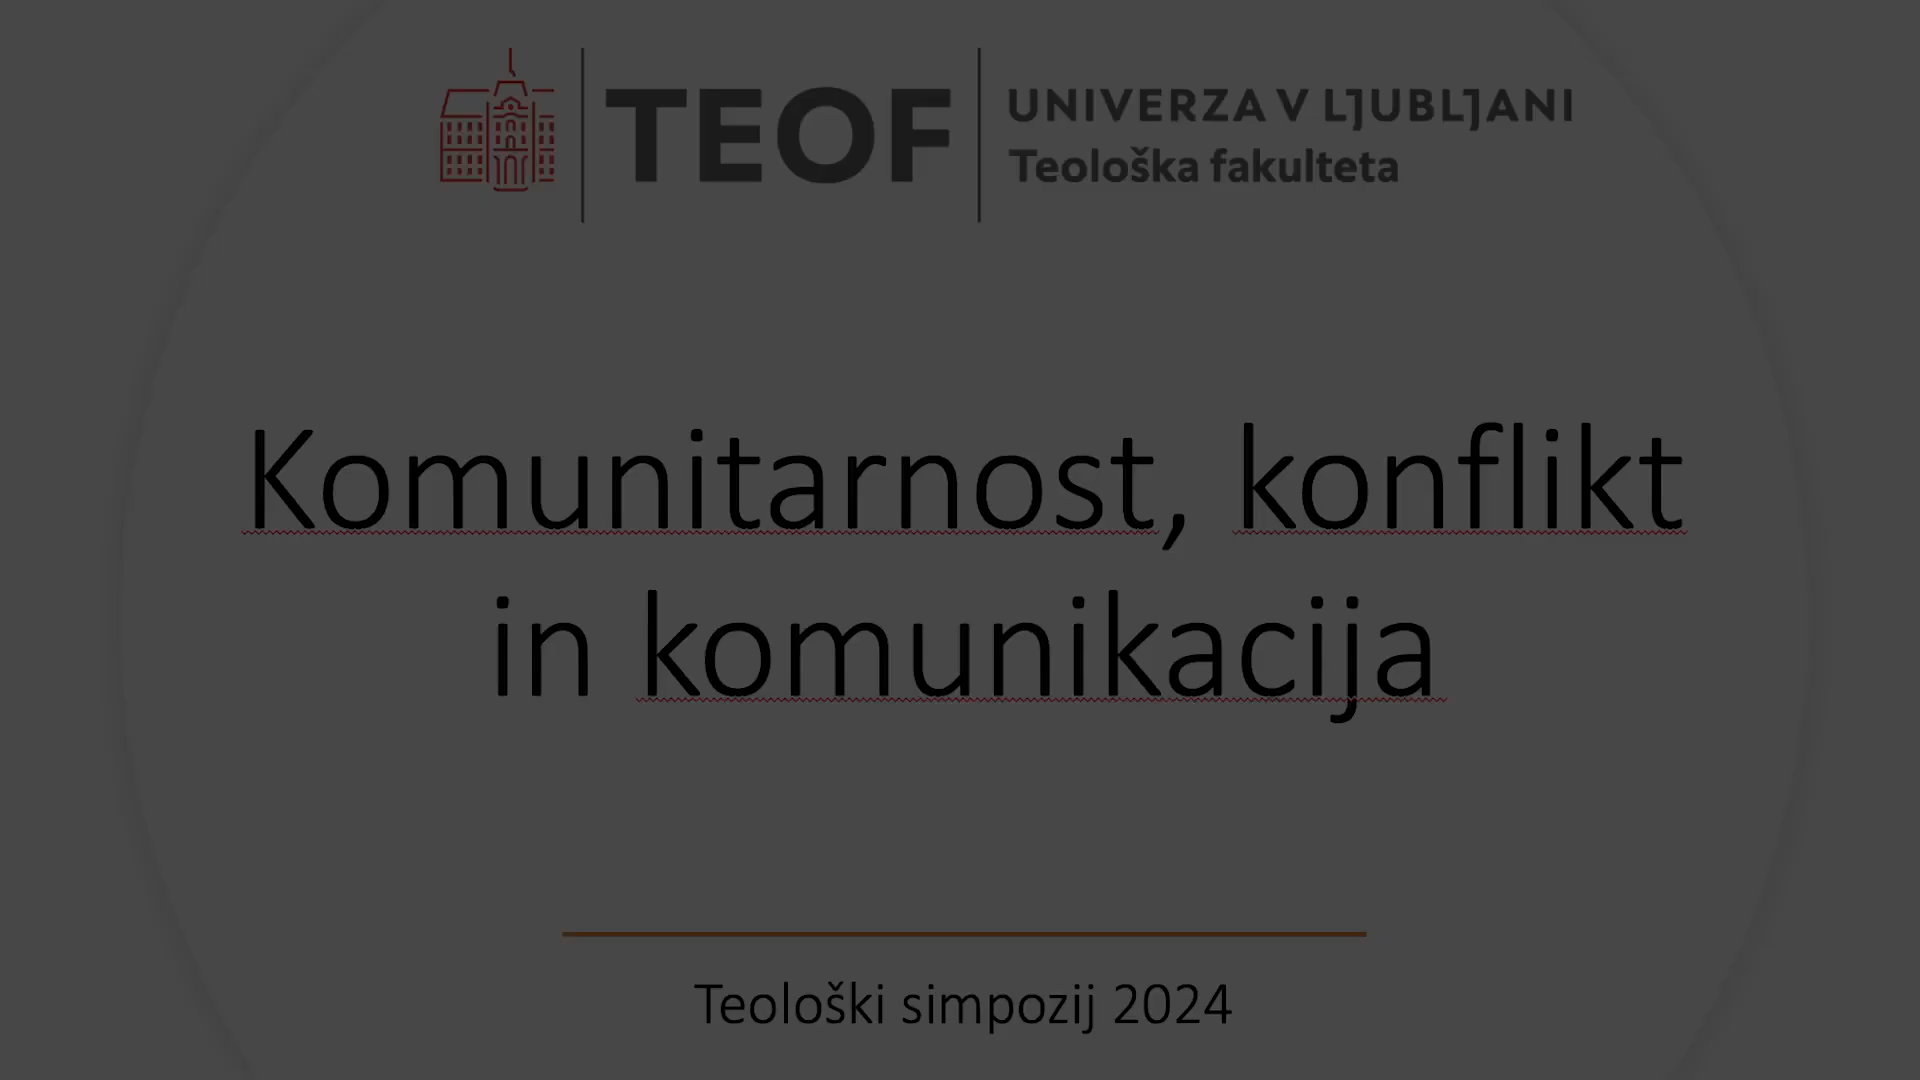 TEOF
UNIVERZA V LJUBLJANI
Teološka fakulteta
Komunitarnost, konflikt
in komunikacija
Teološki simpozij 2024